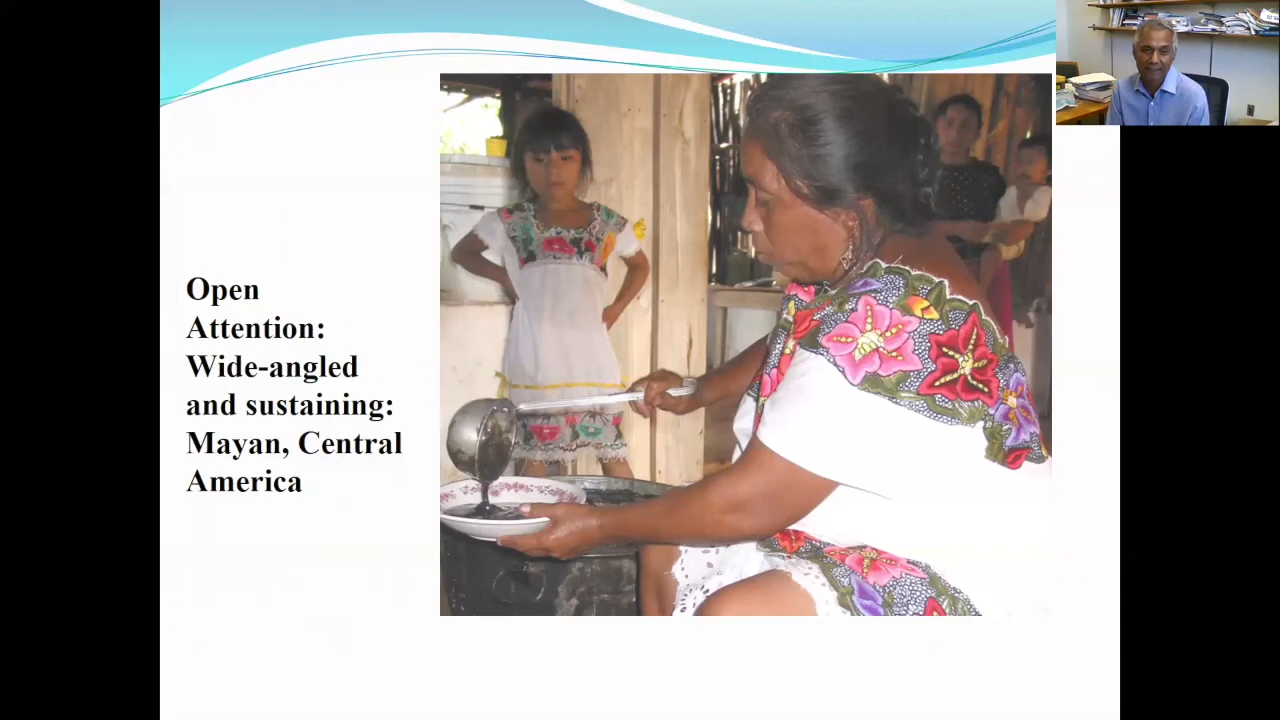 Open
Attention:
Wide-angled
and sustaining:
Mayan, Central
America